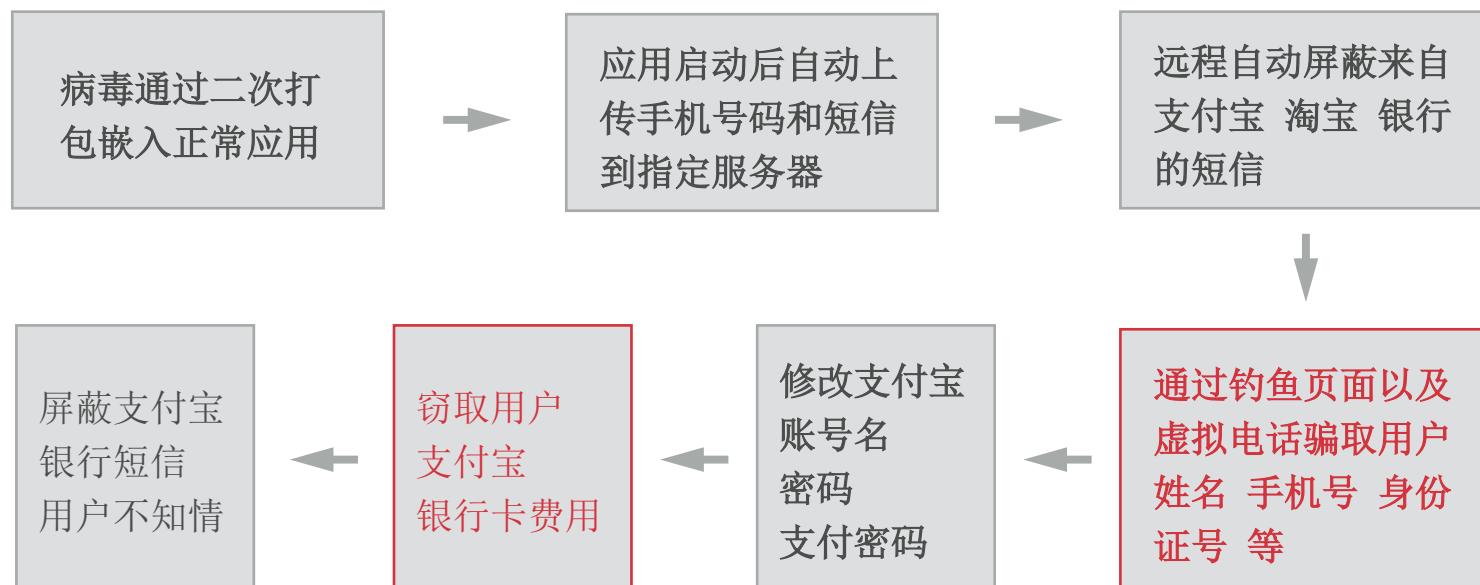 病毒通过二次打
包嵌入正常应用
应用启动后自动上
传手机号码和短信
到指定服务器
远程自动屏蔽来自
支付宝 淘宝 银行
的短信
通过钓鱼页面以及
虚拟电话骗取用户
姓名 手机号 身份
证号 等
修改支付宝
账号名
密码
支付密码
窃取用户
支付宝
银行卡费用
屏蔽支付宝
银行短信
用户不知情